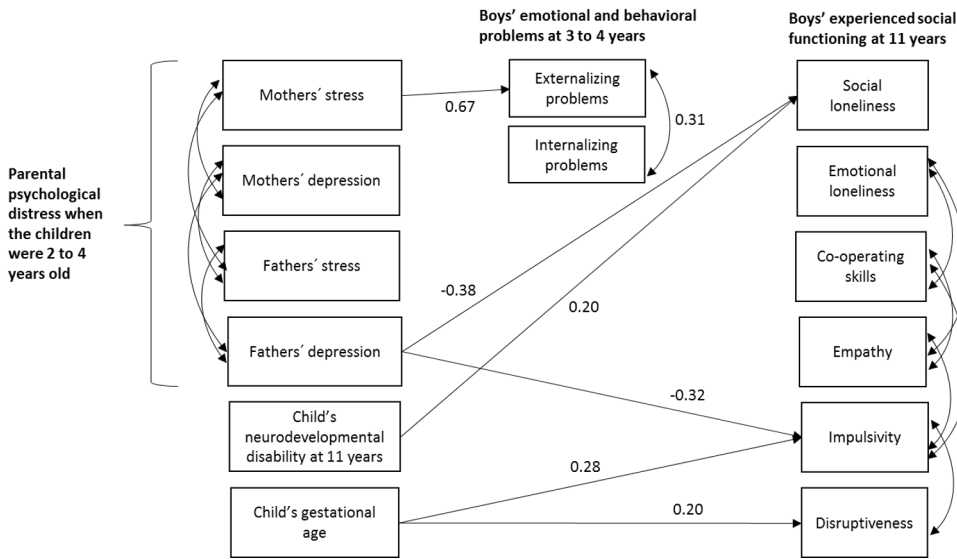 Boys’ emotional and behavioral
problems at 3 to 4 years
Boys’ experienced social
functioning at 11 years
Parental
psychological
distress when
the children
were 2 to 4
years old
Mothers´ stress
Mothers´ depression
Fathers´ stress
Fathers´ depression
Child’s
neurodevelopmental
disability at 11 years
Child’s gestational
age
0.67
Externalizing
problems
Internalizing
problems
0.31
-0.38
0.20
-0.32
0.28
0.20
Social
loneliness
Emotional
loneliness
Co-operating
skills
Empathy
Impulsivity
Disruptiveness